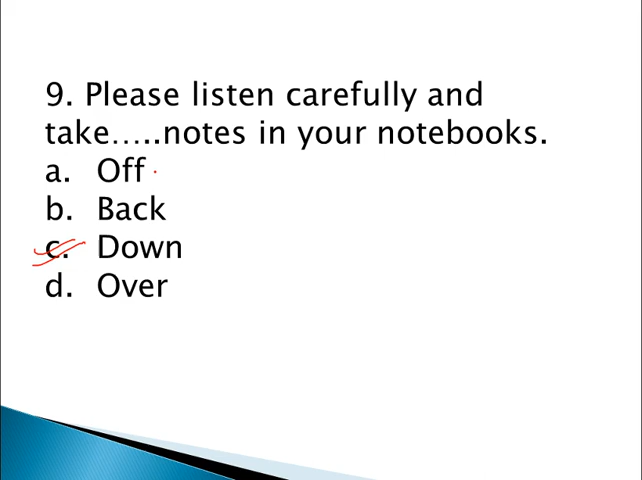 9. Please listen carefully and
take…..notes in your notebooks.
a. Off
b. Back
c. Down
d. Over